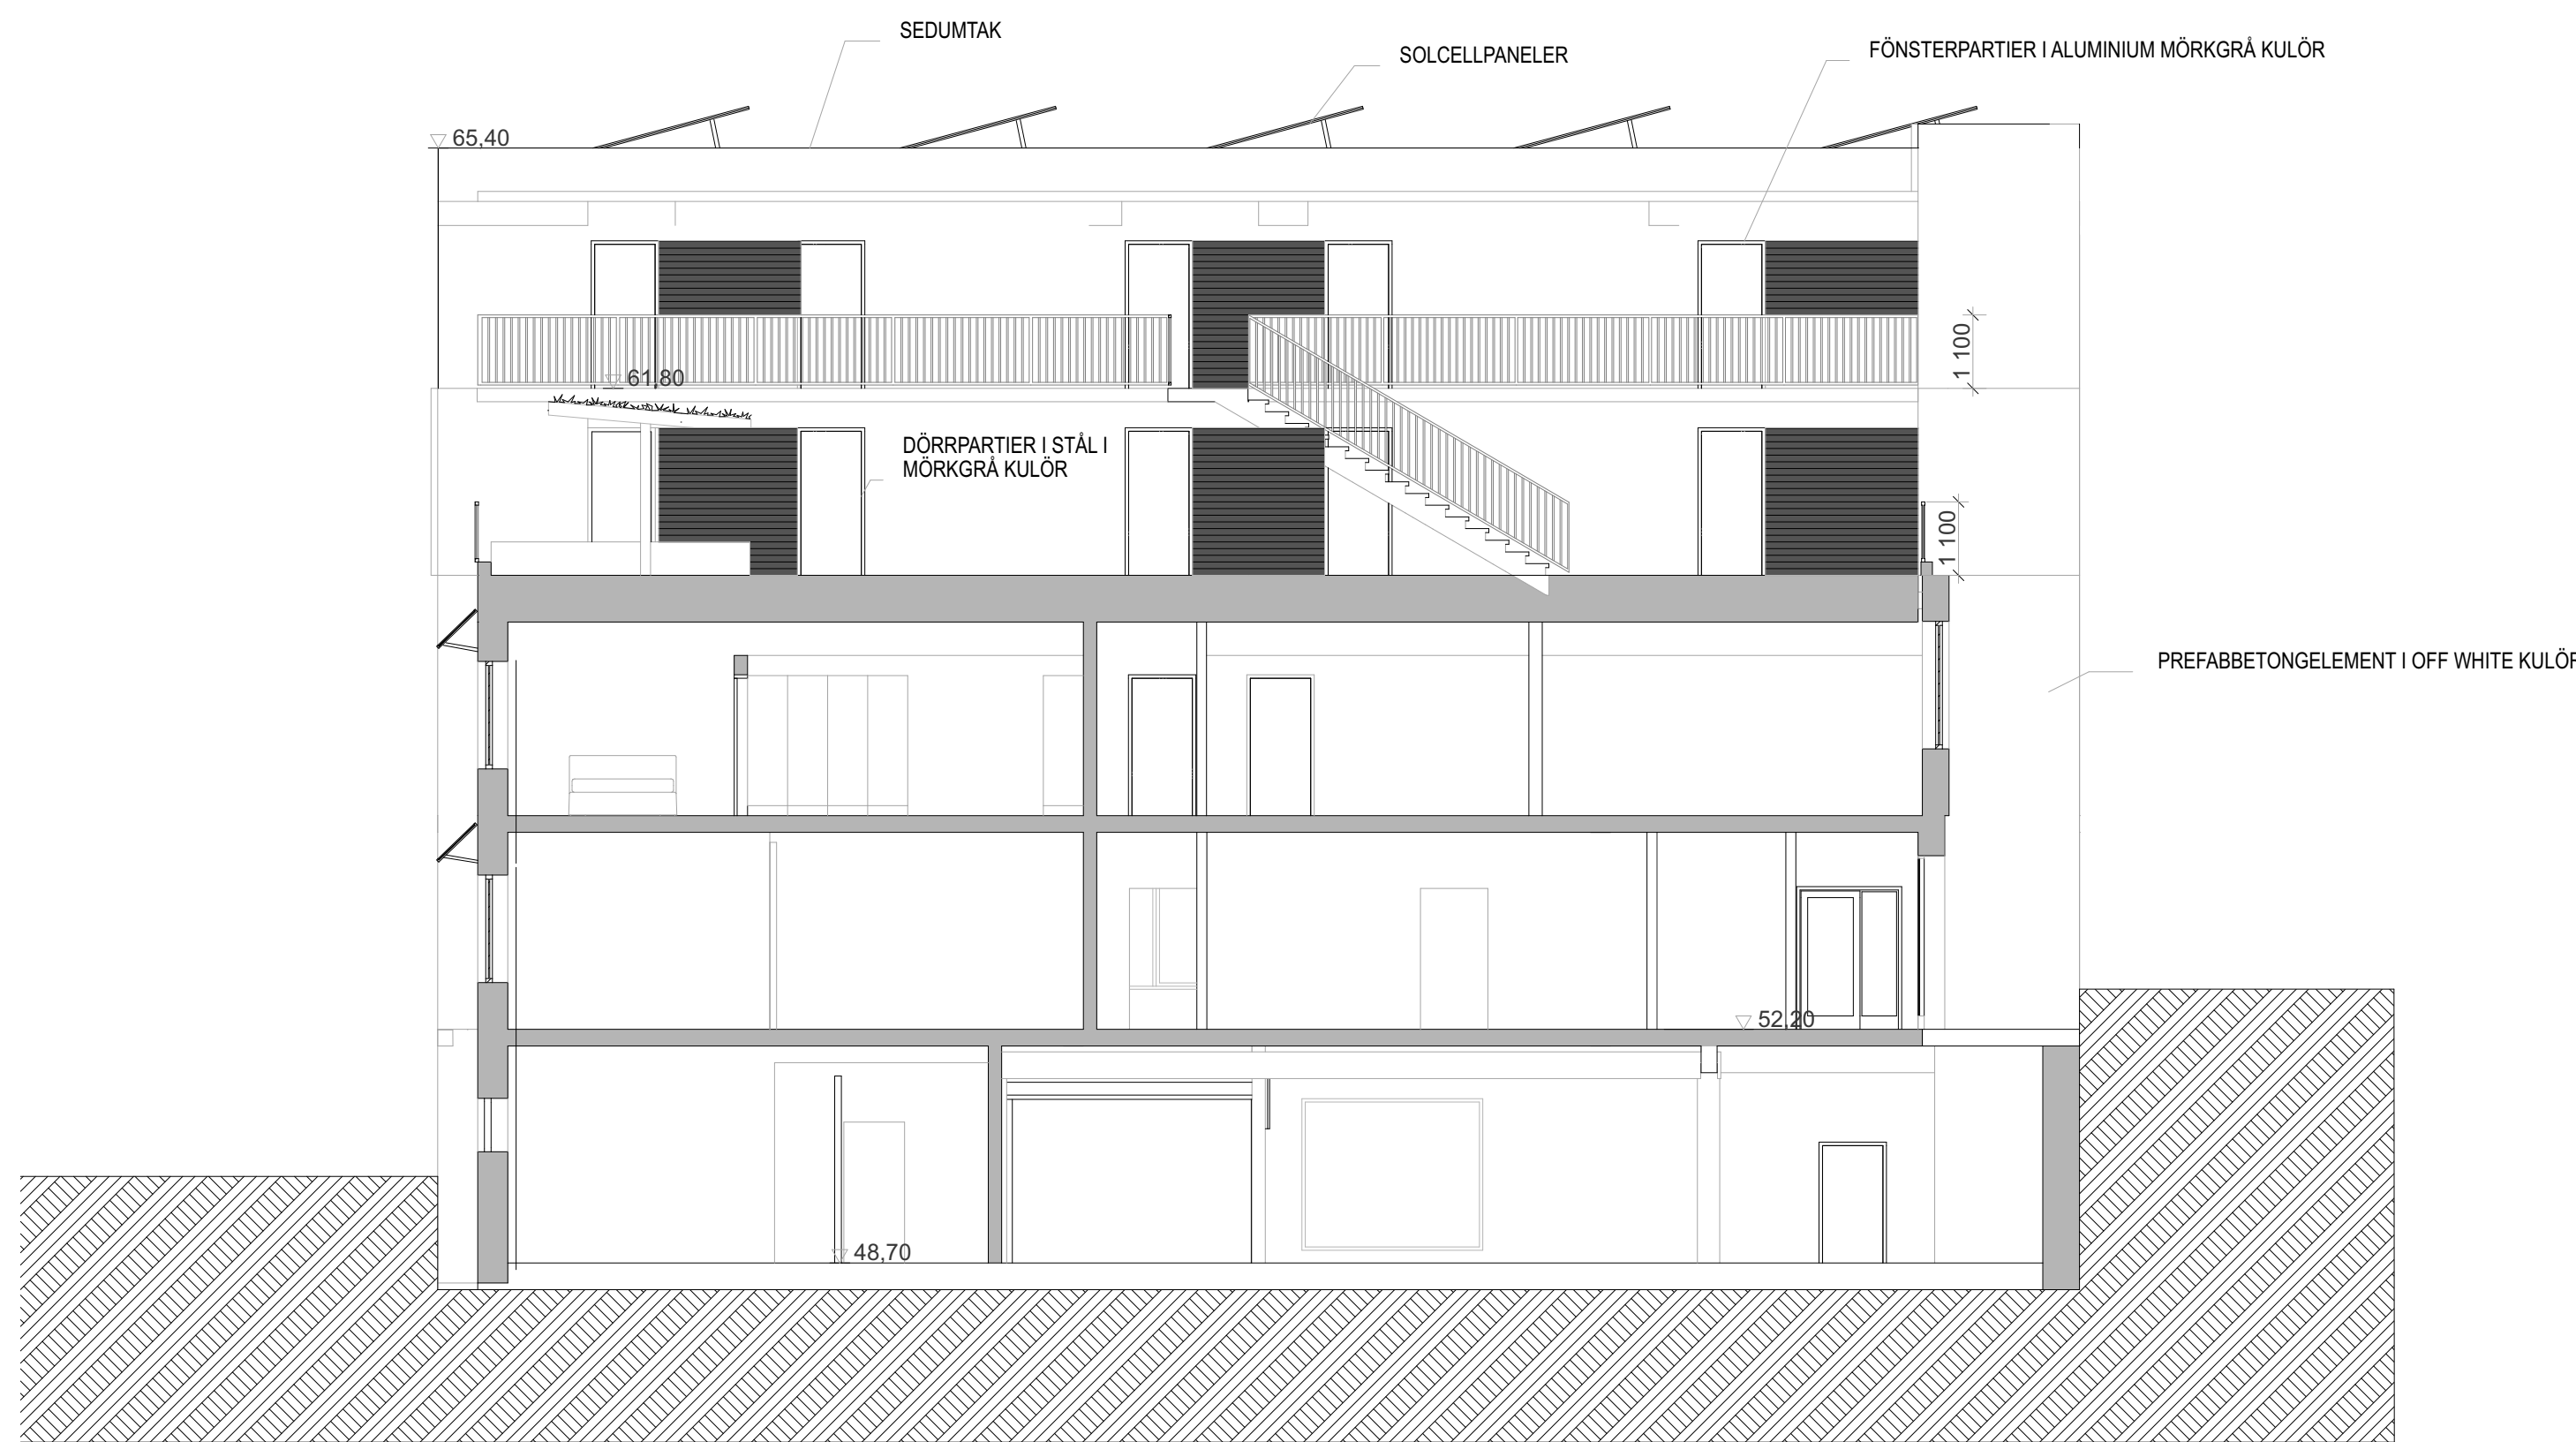 SEDUMTAK
SOLCELLPANELER
FÖNSTERPARTIER I ALUMINIUM MÖRKGRÅ KULÖR
65,40
1 100
61,80
DÖRRPARTIER I STÅL I
MÖRKGRÅ KULÖR
1 100
PREFABBETONGELEMENT I OFF WHITE KULÖR
52,20
48,70